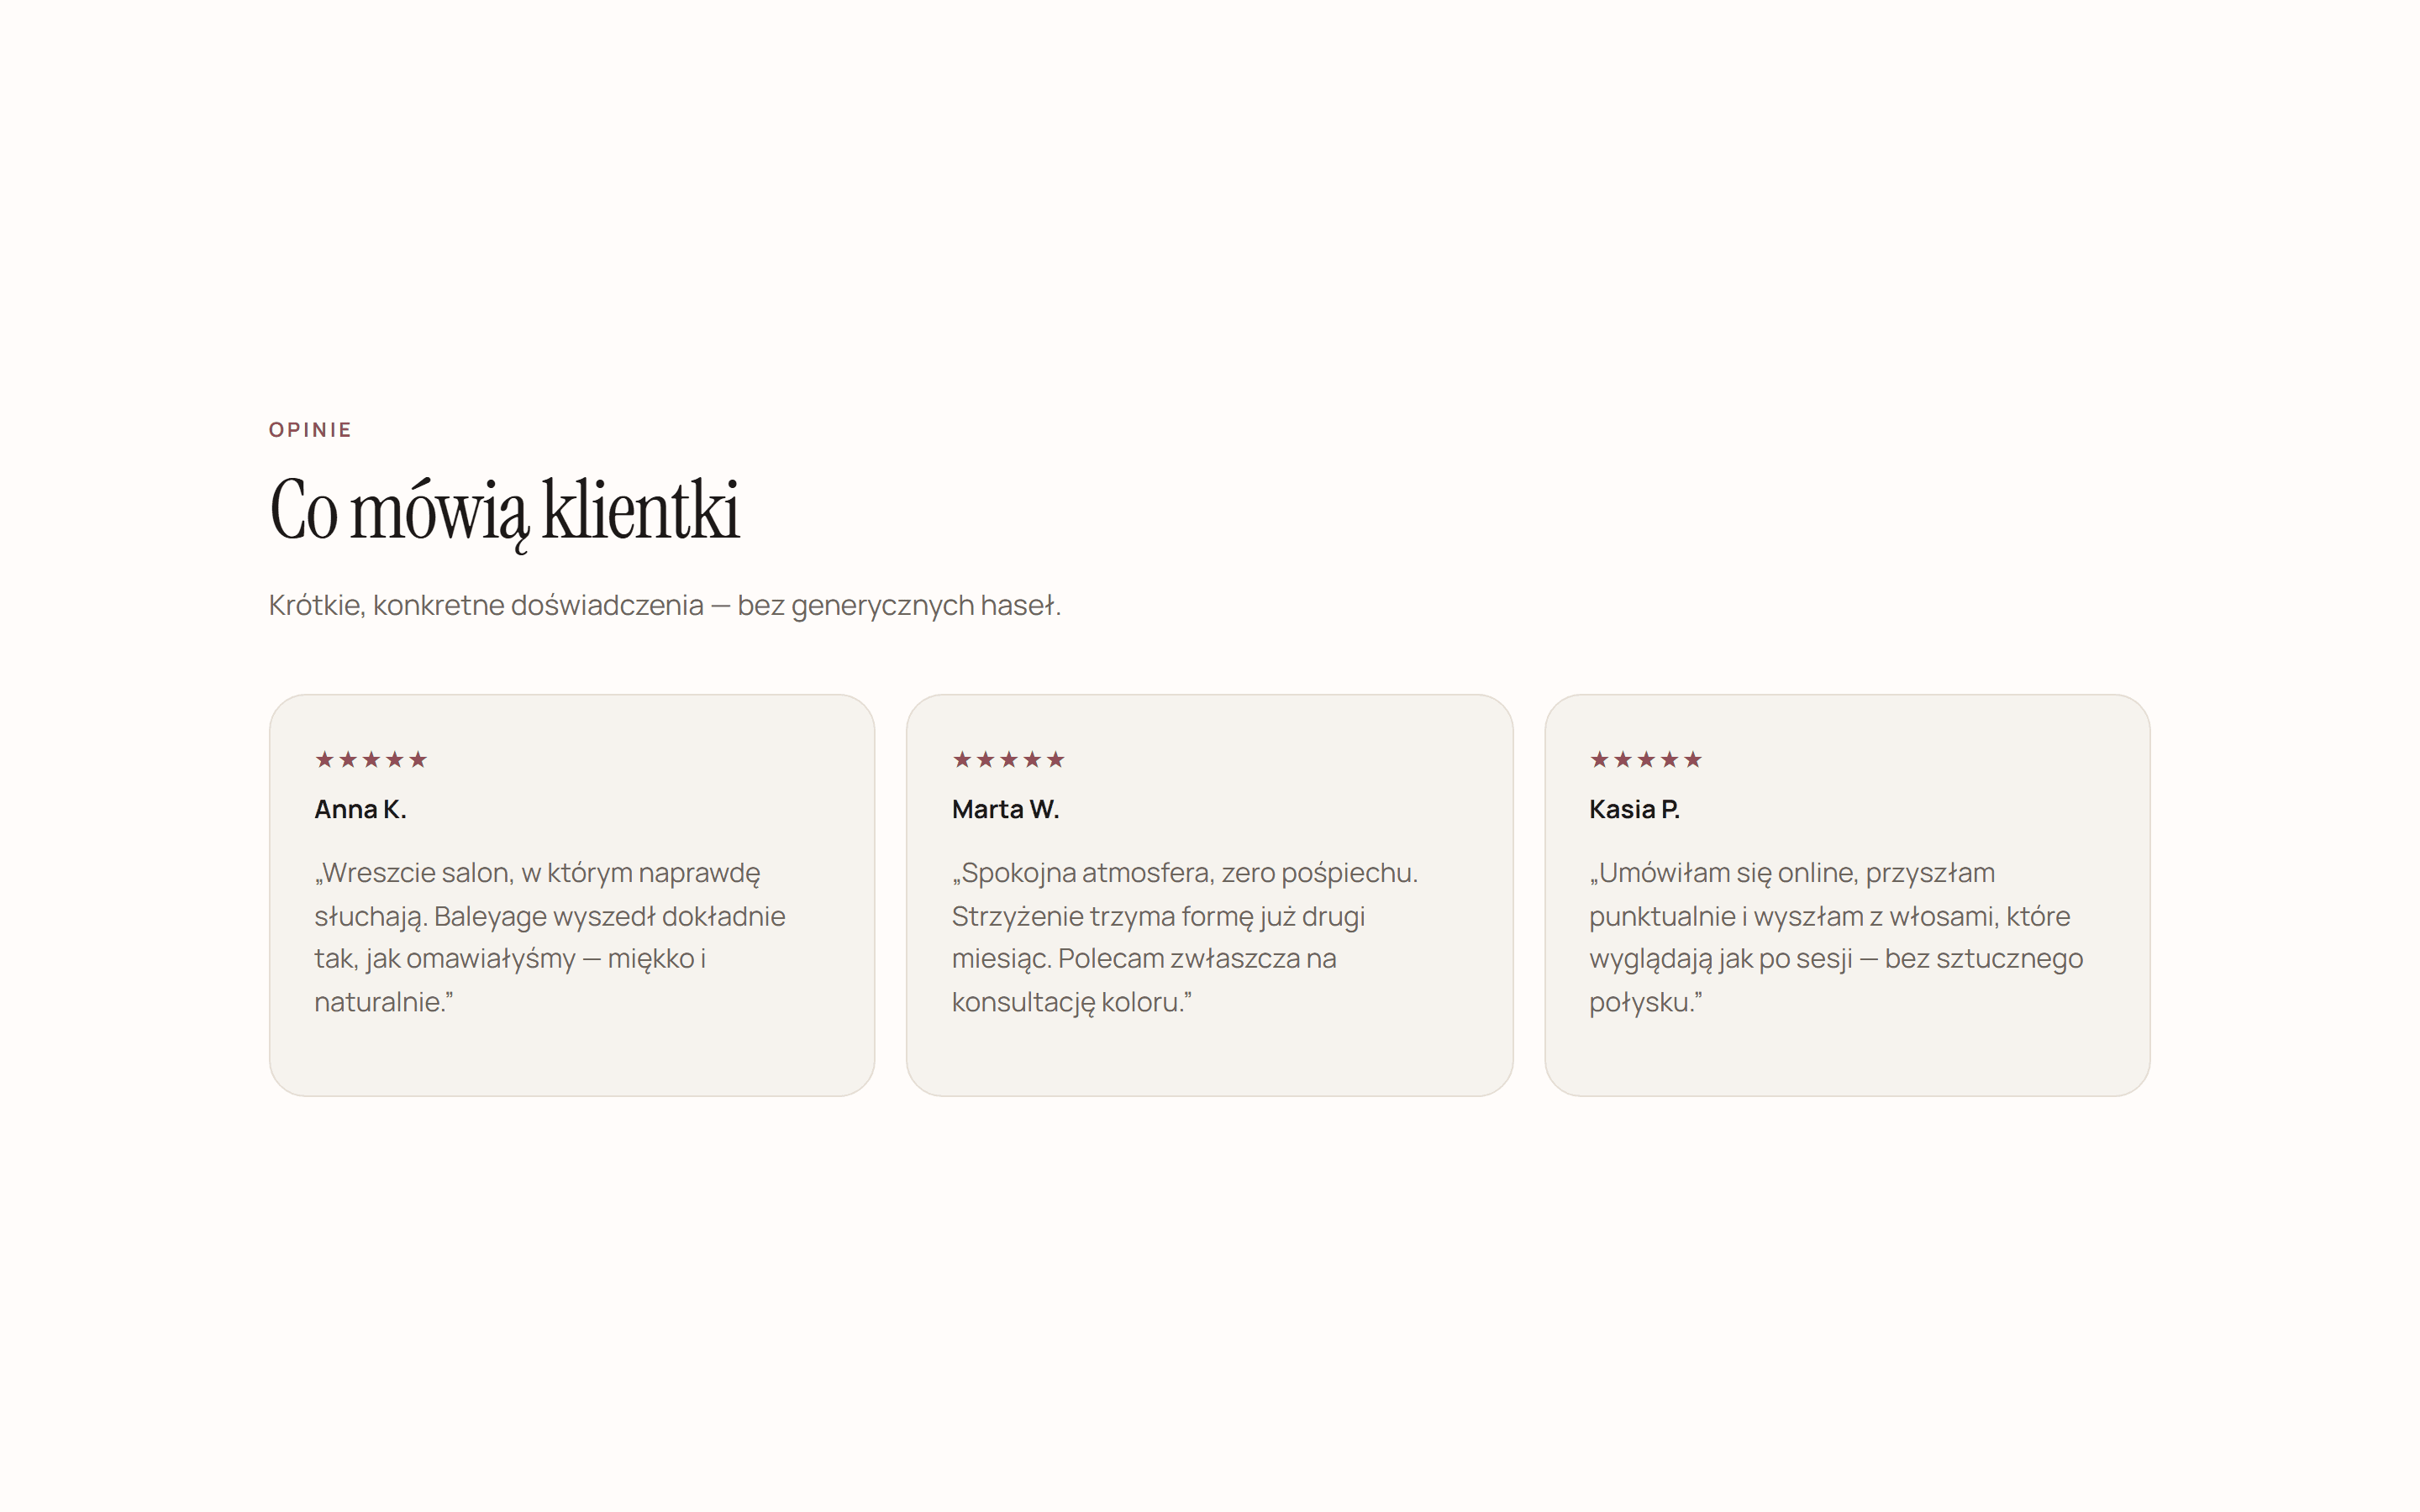 OPINIE
Co mówią klientki
Krótkie, konkretne doświadczenia — bez generycznych haseł.
★★★★★
Anna K.
„Wreszcie salon, w którym naprawdę
słuchają. Baleyage wyszedł dokładnie
tak, jak omawiałyśmy — miękko i
naturalnie.”
★★★★★
Marta W.
„Spokojna atmosfera, zero pośpiechu.
Strzyżenie trzyma formę już drugi
miesiąc. Polecam zwłaszcza na
konsultację koloru.”
★★★★★
Kasia P.
„Umówiłam się online, przyszłam
punktualnie i wyszłam z włosami, które
wyglądają jak po sesji — bez sztucznego
połysku.”